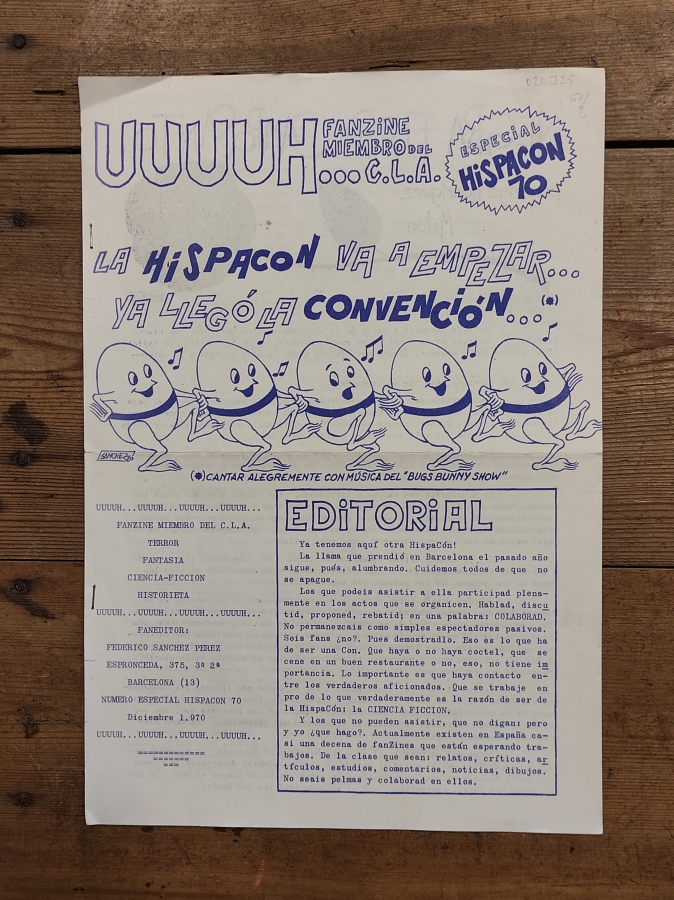 021.J29
50/
UUUUH...
FANZINE
MIEMBRO DEL
C.L.A.
ESPECIAL
HISPACON
70
LA HISPACON VA A EMPEZAR...
YA LLEGÓ LA CONVENCIÓN...(*)
SANCHEZ
(*) CANTAR ALEGREMENTE CON MÚSICA DEL "BUGS BUNNY SHOW"
UUUUH...UUUUH...UUUUH...UUUUH...
FANZINE MIEMBRO DEL C.L.A.
TERROR
FANTASIA
CIENCIA-FICCION
HISTORIETA
UUUUH...UUUUH...UUUUH...UUUUH...
FANEDITOR:
FEDERICO SANCHEZ PEREZ
ESPRONCEDA, 375, 3º 2ª
BARCELONA (13)
NUMERO ESPECIAL HISPACON 70
Diciembre 1.970
UUUUH...UUUUH...UUUUH...UUUUH...
EDITORIAL
Ya tenemos aquí otra HispaCón!
La llama que prendió en Barcelona el pasado año
sigue, pués, alumbrando. Cuidemos todos de que no
se apague.
Los que podeis asistir a ella participad plena-
mente en los actos que se organicen. Hablad, discu
tid, proponed, rebatid; en una palabra: COLABORAD.
No permanezcais como simples espectadores pasivos.
Sois fans ¿no?. Pues demostradlo. Eso es lo que ha
de ser una Con. Que haya o no haya coctel, que se
cene en un buen restaurante o no, eso, no tiene im
portancia. Lo importante es que haya contacto en-
tre los verdaderos aficionados. Que se trabaje en
pro de lo que verdaderamente es la razón de ser de
la HispaCón: la CIENCIA FICCION.
Y los que no pueden asistir, que no digan: pero
y yo ¿que hago?. Actualmente existen en España ca-
si una decena de fanZines que están esperando tra-
bajos. De la clase que sean: relatos, críticas, ar
tículos, estudios, comentarios, noticias, dibujos.
No seais pelmas y colaborad en ellos.